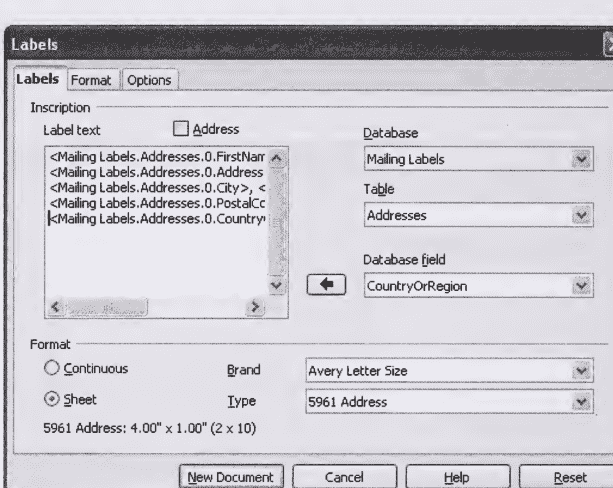 Labels
Labels Format Options
Inscription
Label text Address
<Mailing Labels.Addresses.0.FirstNam
<Mailing Labels.Addresses.0.Address
<Mailing Labels.Addresses.0.City>, <
<Mailing Labels.Addresses.0.PostalCo
<Mailing Labels.Addresses.0.Country
Database
Mailing Labels
Table
Addresses
Database field
CountryOrRegion
Format
Continuous Brand Avery Letter Size
Sheet Type 5961 Address
5961 Address: 4.00" x 1.00" (2 x 10)
New Document Cancel Help Reset